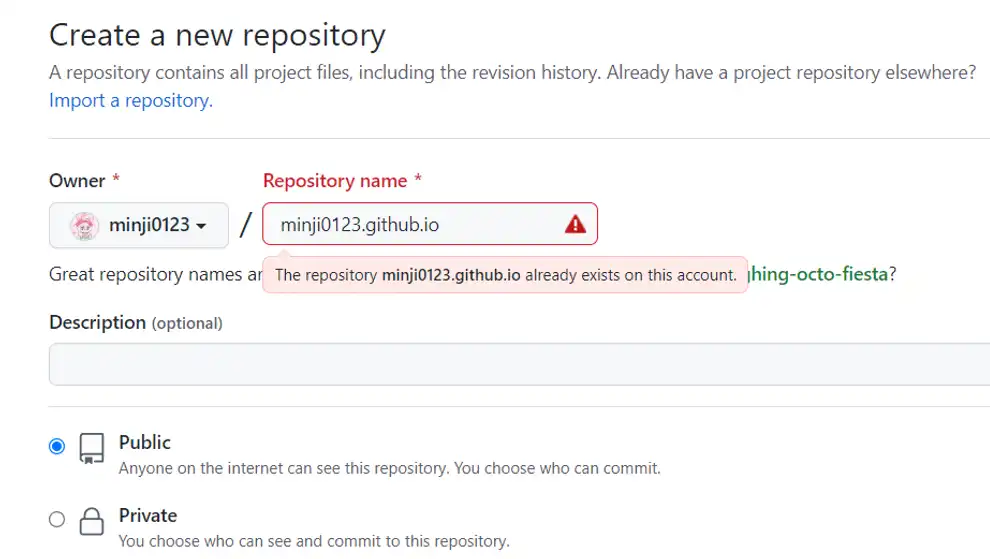 Create a new repository
A repository contains all project files, including the revision history. Already have a project repository elsewhere?
Import a repository.
Owner *
Repository name *
minji0123
/
minji0123.github.io
The repository minji0123.github.io already exists on this account.
Great repository names
hing-octo-fiesta?
Description (optional)
Public
Anyone on the internet can see this repository. You choose who can commit.
Private
You choose who can see and commit to this repository.